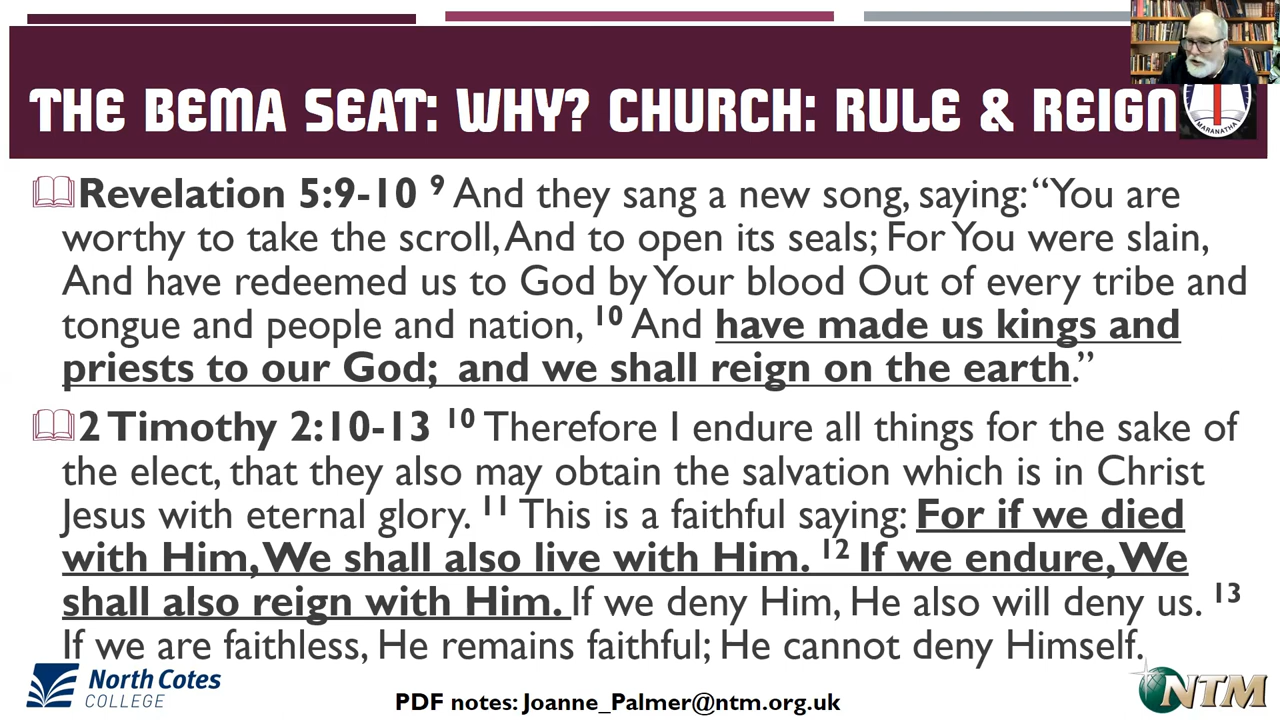 THE BEMA SEAT: WHY? CHURCH: RULE & REIGN
MARANATHA
Revelation 5:9-10 9 And they sang a new song, saying: “You are
worthy to take the scroll, And to open its seals; For You were slain,
And have redeemed us to God by Your blood Out of every tribe and
tongue and people and nation, 10 And have made us kings and
priests to our God; and we shall reign on the earth.”
2 Timothy 2:10-13 10 Therefore I endure all things for the sake of
the elect, that they also may obtain the salvation which is in Christ
Jesus with eternal glory. 11 This is a faithful saying: For if we died
with Him, We shall also live with Him. 12 If we endure, We
shall also reign with Him. If we deny Him, He also will deny us. 13
If we are faithless, He remains faithful; He cannot deny Himself.
North Cotes
COLLEGE
PDF notes: Joanne_Palmer@ntm.org.uk
NTM